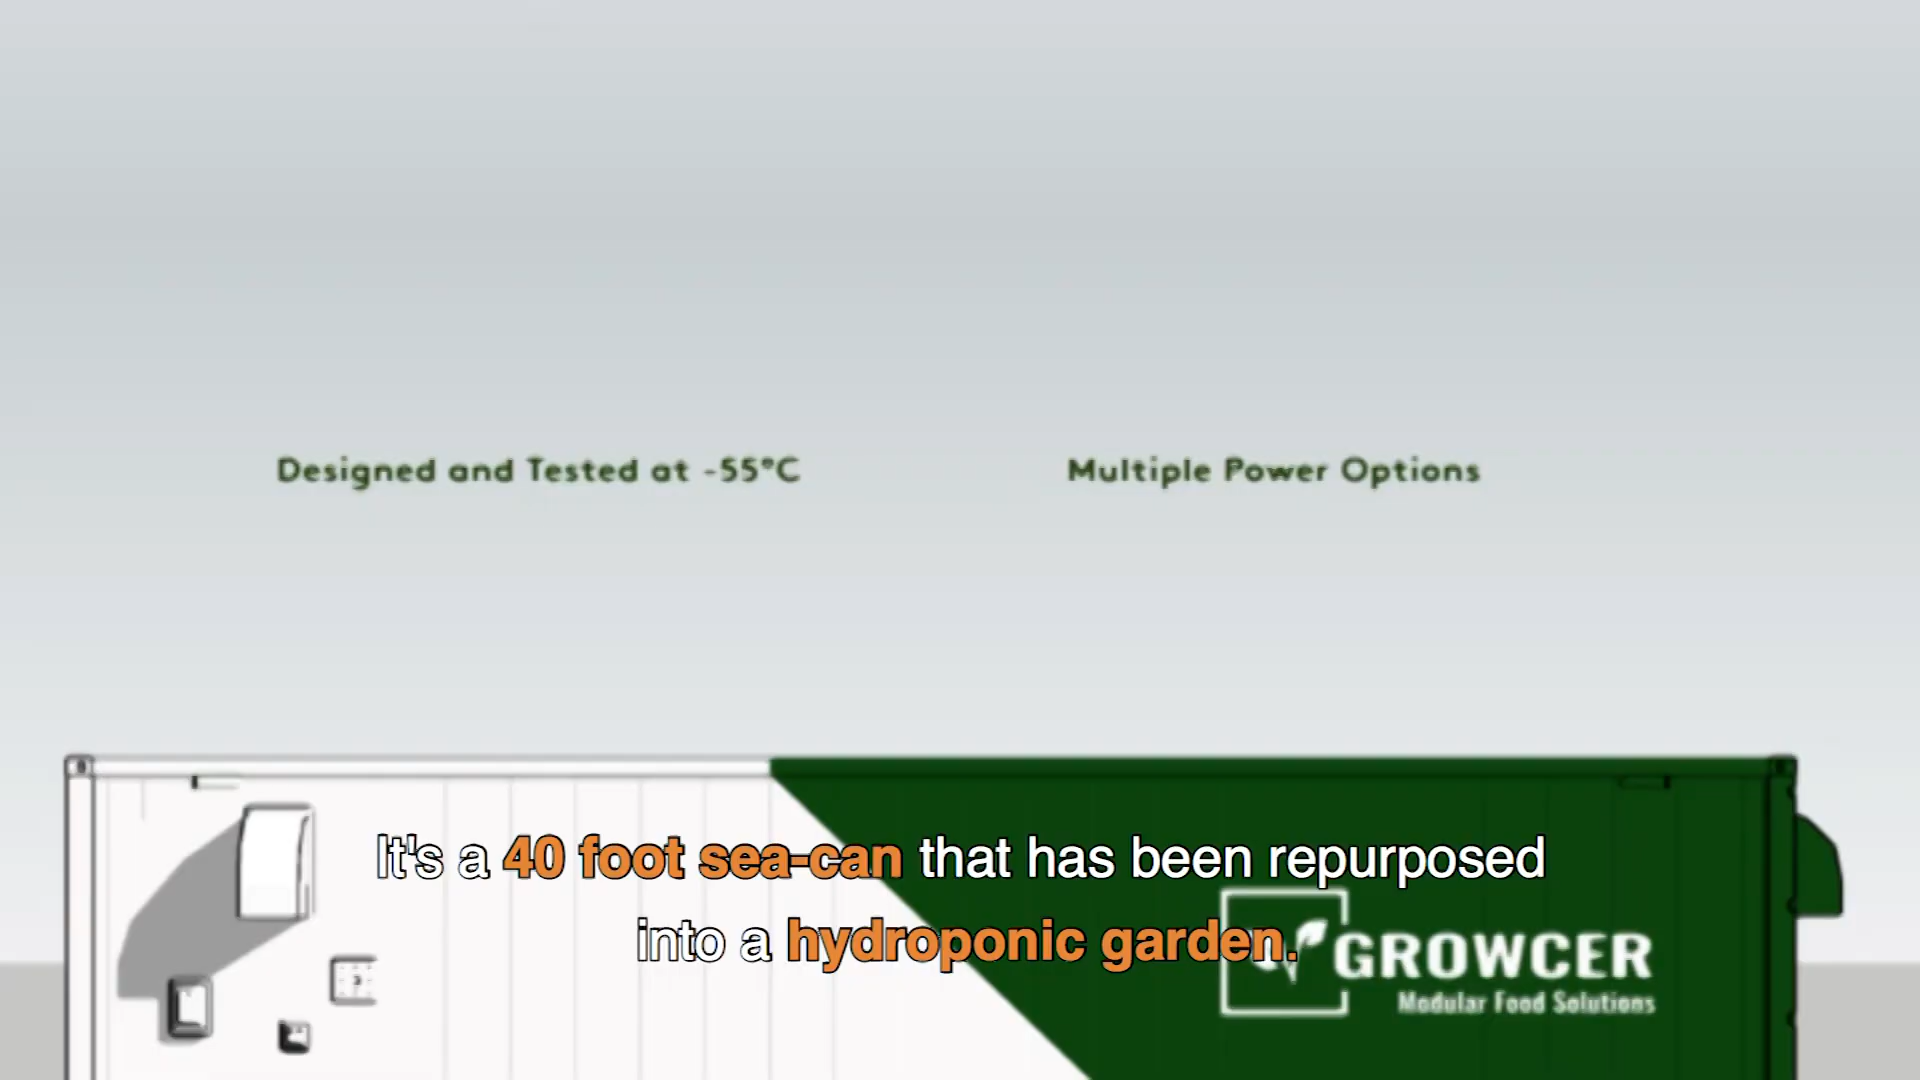 Designed and Tested at -55°C
Multiple Power Options
It's a 40 foot sea-can that has been repurposed
into a hydroponic garden.
GROWCER
Modular Food Solutions